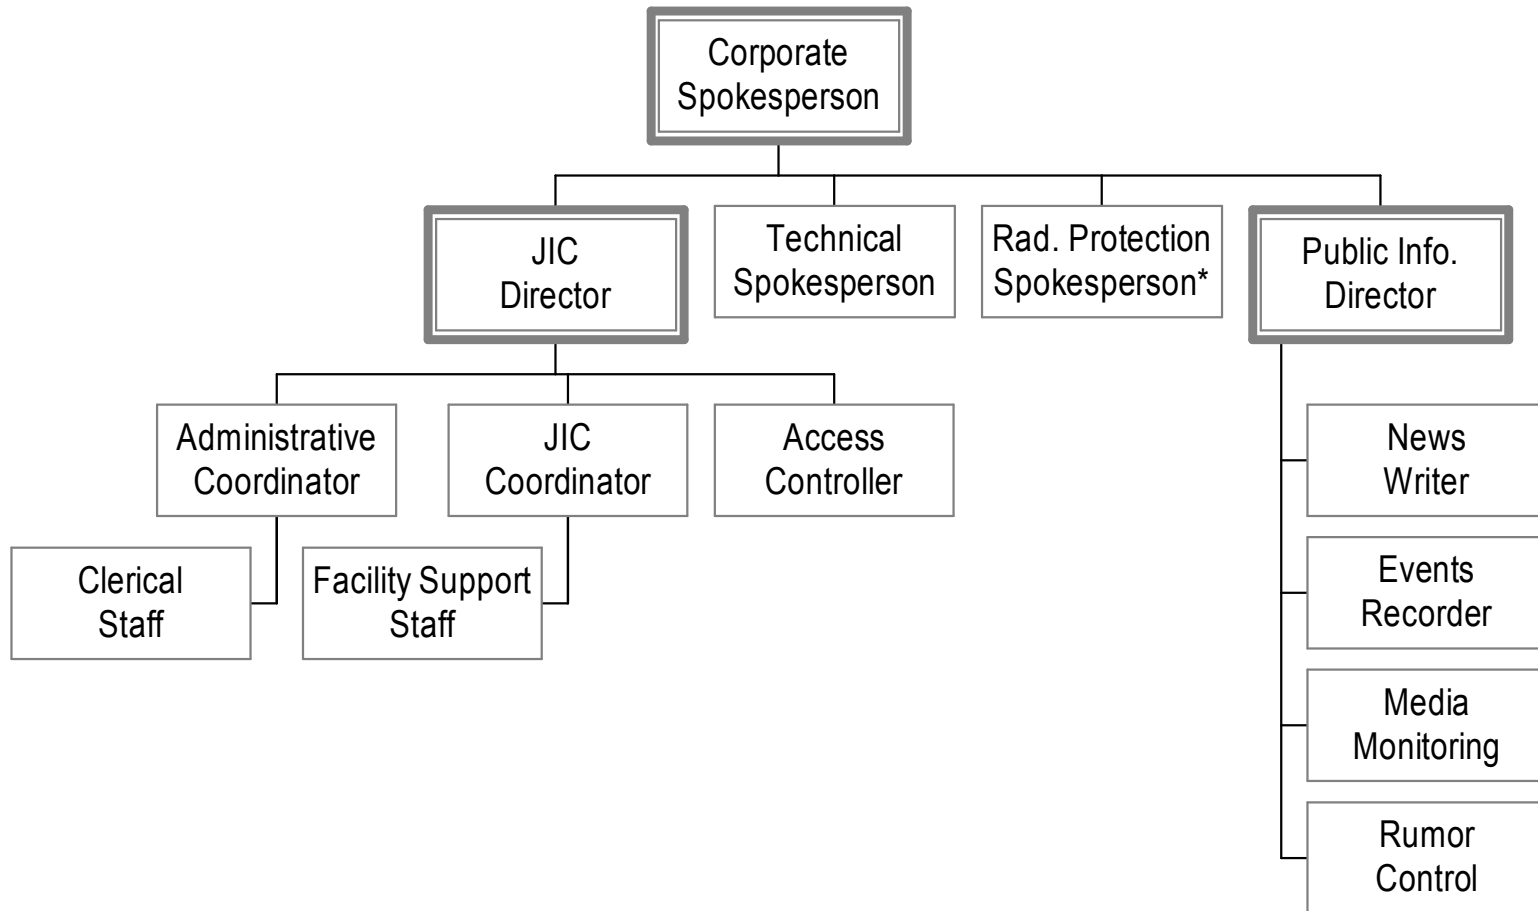 Corporate
Spokesperson
JIC
Director
Technical
Spokesperson
Rad. Protection
Spokesperson*
Public Info.
Director
Administrative
Coordinator
JIC
Coordinator
Access
Controller
News
Writer
Clerical
Staff
Facility Support
Staff
Events
Recorder
Media
Monitoring
Rumor
Control